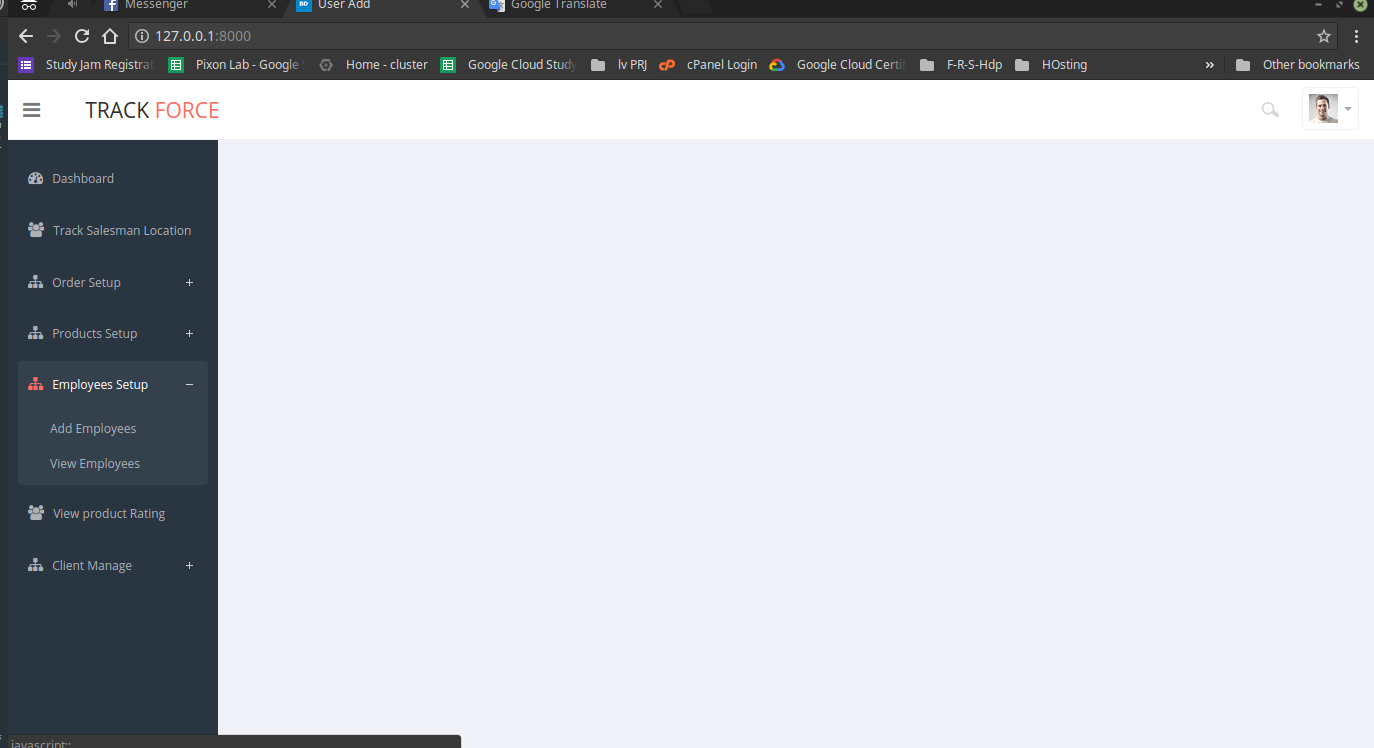 Messenger
User Add
Google Translate
127.0.0.1:8000
Study Jam Registrat
Pixon Lab - Google
Home - cluster
Google Cloud Study
lv PRJ
cPanel Login
Google Cloud Certif
F-R-S-Hdp
HOsting
»
Other bookmarks
TRACK FORCE
Dashboard
Track Salesman Location
Order Setup +
Products Setup +
Employees Setup −
Add Employees
View Employees
View product Rating
Client Manage +
javascript:;